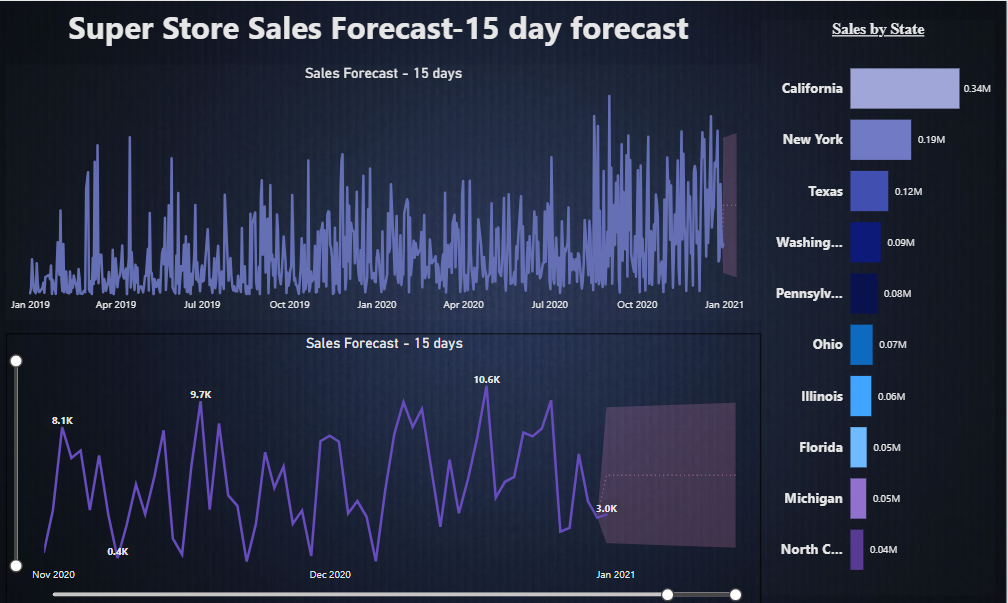 Super Store Sales Forecast-15 day forecast
Sales Forecast - 15 days
Jan 2019 Apr 2019 Jul 2019 Oct 2019 Jan 2020 Apr 2020 Jul 2020 Oct 2020 Jan 2021
Sales Forecast - 15 days
10.6K
9.7K
8.1K
3.0K
0.4K
Nov 2020 Dec 2020 Jan 2021
Sales by State
California 0.34M
New York 0.19M
Texas 0.12M
Washing... 0.09M
Pennsylv... 0.08M
Ohio 0.07M
Illinois 0.06M
Florida 0.05M
Michigan 0.05M
North C... 0.04M